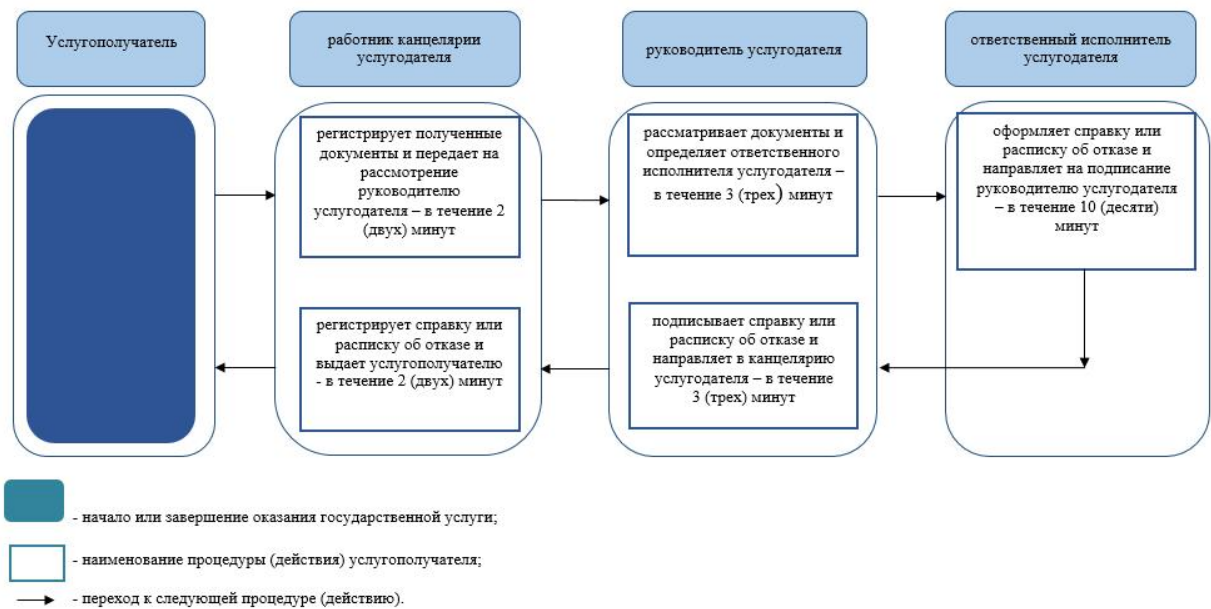 Услугополучатель
работник канцелярии
услугодателя
руководитель услугодателя
ответственный исполнитель
услугодателя
регистрирует полученные
документы и передает на
рассмотрение
руководителю
услугодателя – в течение 2
(двух) минут
рассматривает документы и
определяет ответственного
исполнителя услугодателя –
в течение 3 (трех) минут
оформляет справку или
расписку об отказе и
направляет на подписание
руководителю услугодателя
– в течение 10 (десяти)
минут
регистрирует справку или
расписку об отказе и
выдает услугополучателю
- в течение 2 (двух) минут
подписывает справку или
расписку об отказе и
направляет в канцелярию
услугодателя – в течение
3 (трех) минут
- начало или завершение оказания государственной услуги;
- наименование процедуры (действия) услугополучателя;
- переход к следующей процедуре (действию).